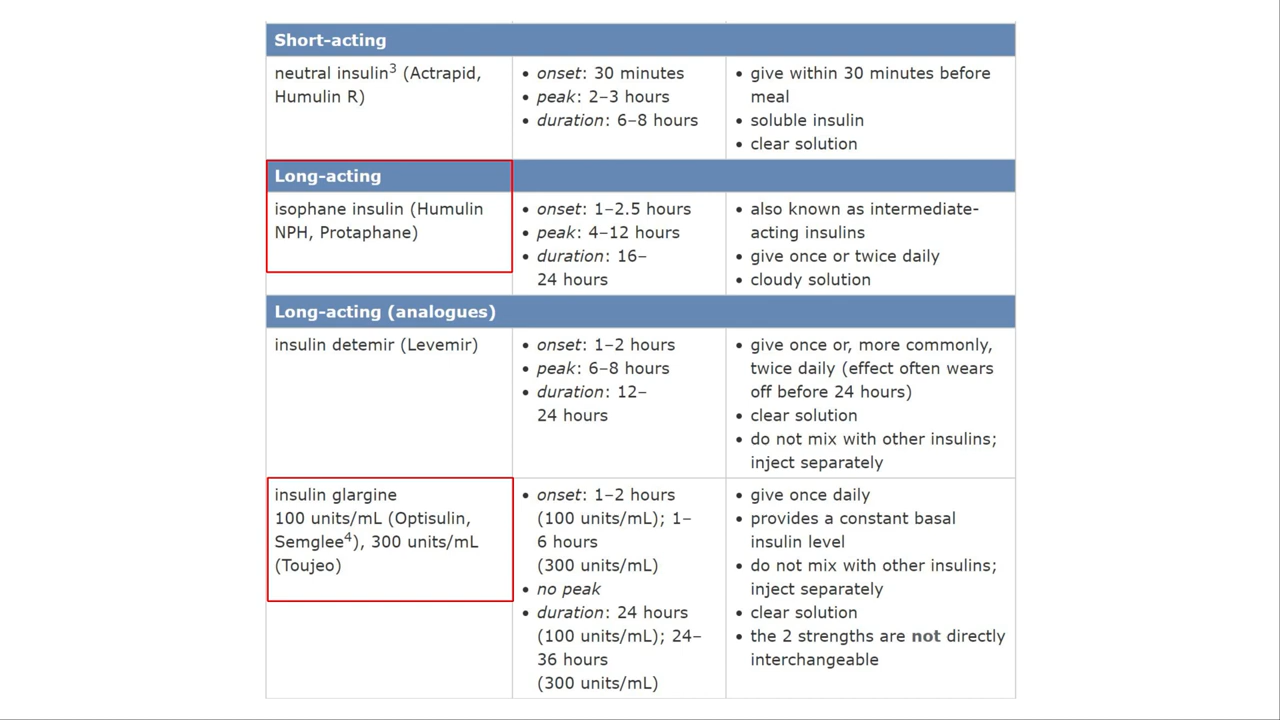 Short-acting
neutral insulin3 (Actrapid,
Humulin R)
• onset: 30 minutes
• peak: 2–3 hours
• duration: 6–8 hours
• give within 30 minutes before
meal
• soluble insulin
• clear solution
Long-acting
isophane insulin (Humulin
NPH, Protaphane)
• onset: 1–2.5 hours
• peak: 4–12 hours
• duration: 16–
24 hours
• also known as intermediate-
acting insulins
• give once or twice daily
• cloudy solution
Long-acting (analogues)
insulin detemir (Levemir)
• onset: 1–2 hours
• peak: 6–8 hours
• duration: 12–
24 hours
• give once or, more commonly,
twice daily (effect often wears
off before 24 hours)
• clear solution
• do not mix with other insulins;
inject separately
insulin glargine
100 units/mL (Optisulin,
Semglee4), 300 units/mL
(Toujeo)
• onset: 1–2 hours
(100 units/mL); 1–
6 hours
(300 units/mL)
• no peak
• duration: 24 hours
(100 units/mL); 24–
36 hours
(300 units/mL)
• give once daily
• provides a constant basal
insulin level
• do not mix with other insulins;
inject separately
• clear solution
• the 2 strengths are not directly
interchangeable